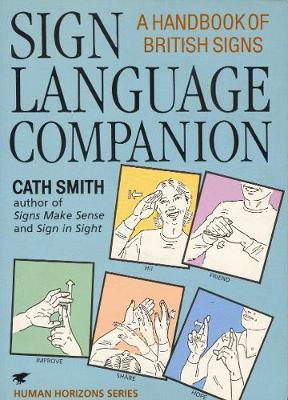 SIGN
LANGUAGE
COMPANION
A HANDBOOK OF
BRITISH SIGNS
CATH SMITH
author of
Signs Make Sense
and Sign in Sight
HI!
FRIEND
IMPROVE
SHARE
HOPE
HUMAN HORIZONS SERIES